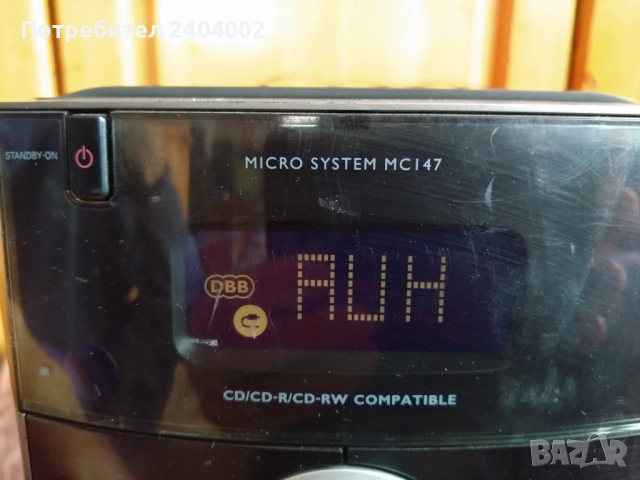 Потребител 2404002
STANDBY-ON
MICRO SYSTEM MC147
DBB
AUX
CD/CD-R/CD-RW COMPATIBLE
BAZAR